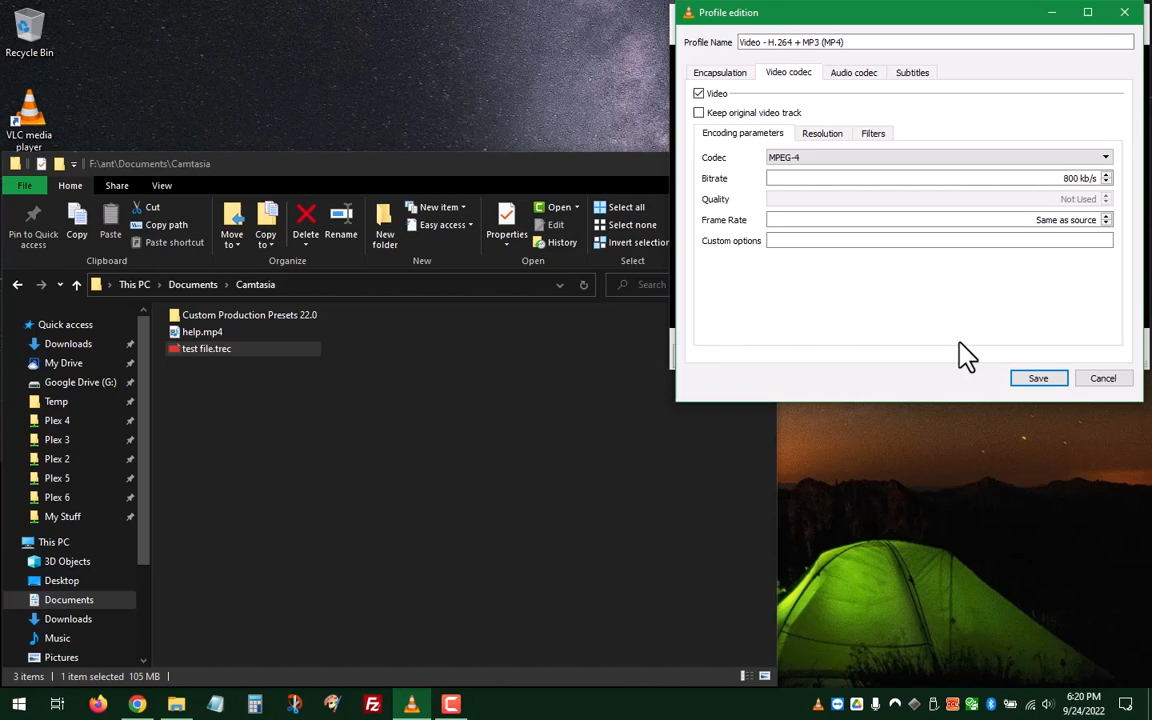 Recycle Bin
VLC media
player
Profile edition
Profile Name Video - H.264 + MP3 (MP4)
Encapsulation Video codec Audio codec Subtitles
Video
Keep original video track
Encoding parameters Resolution Filters
Codec MPEG-4
Bitrate 800 kb/s
Quality Not Used
Frame Rate Same as source
Custom options
Save Cancel
F:\ant\Documents\Camtasia
File Home Share View
Pin to Quick
access
Copy
Paste
Cut
Copy path
Paste shortcut
Clipboard
Move
to
Copy
to
Delete
Rename
Organize
New
folder
New item
Easy access
New
Properties
Open
Edit
History
Open
Select all
Select none
Invert selection
Select
This PC Documents Camtasia
Search
Quick access
Downloads
My Drive
Google Drive (G:)
Temp
Plex 4
Plex 3
Plex 2
Plex 5
Plex 6
My Stuff
This PC
3D Objects
Desktop
Documents
Downloads
Music
Pictures
Custom Production Presets 22.0
help.mp4
test file.trec
3 items 1 item selected 105 MB
6:20 PM
9/24/2022